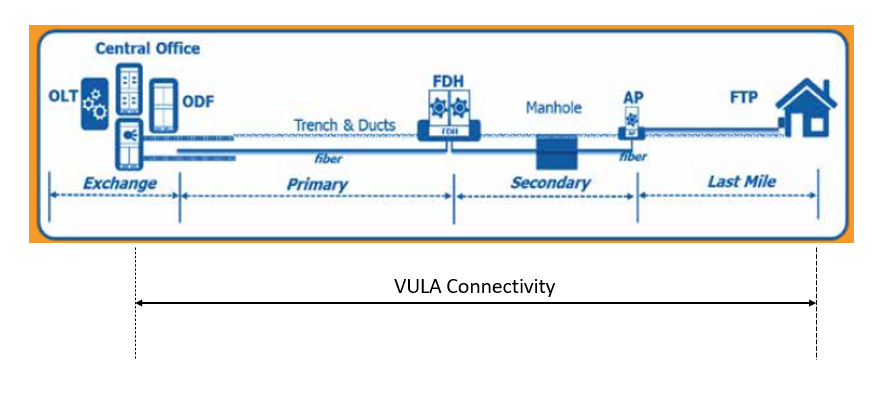 Central Office
OLT
ODF
FDH
FDH
Manhole
AP
FTP
Trench & Ducts
fiber
fiber
Exchange
Primary
Secondary
Last Mile
VULA Connectivity